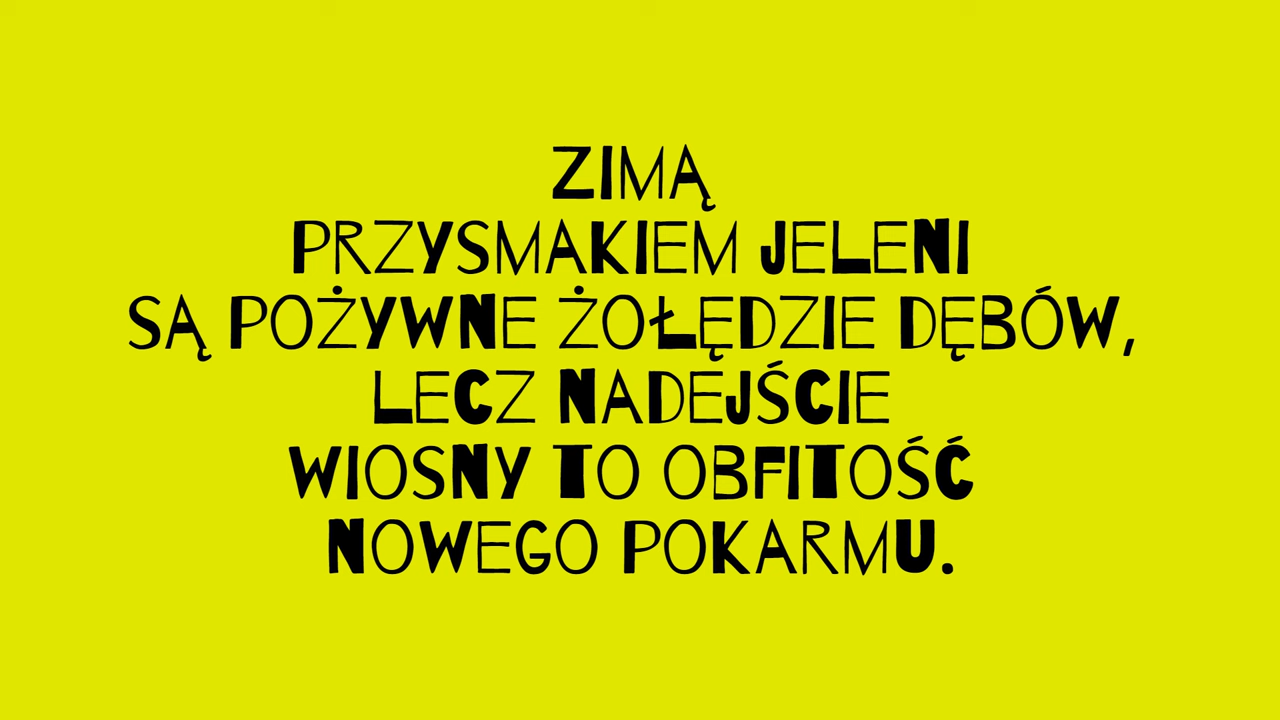 ZIMĄ
PRZYSMAKIEM JELENI
SĄ POŻYWNE ŻOŁĘDZIE DĘBÓW,
LECZ NADEJŚCIE
WIOSNY TO OBFITOŚĆ
NOWEGO POKARMU.